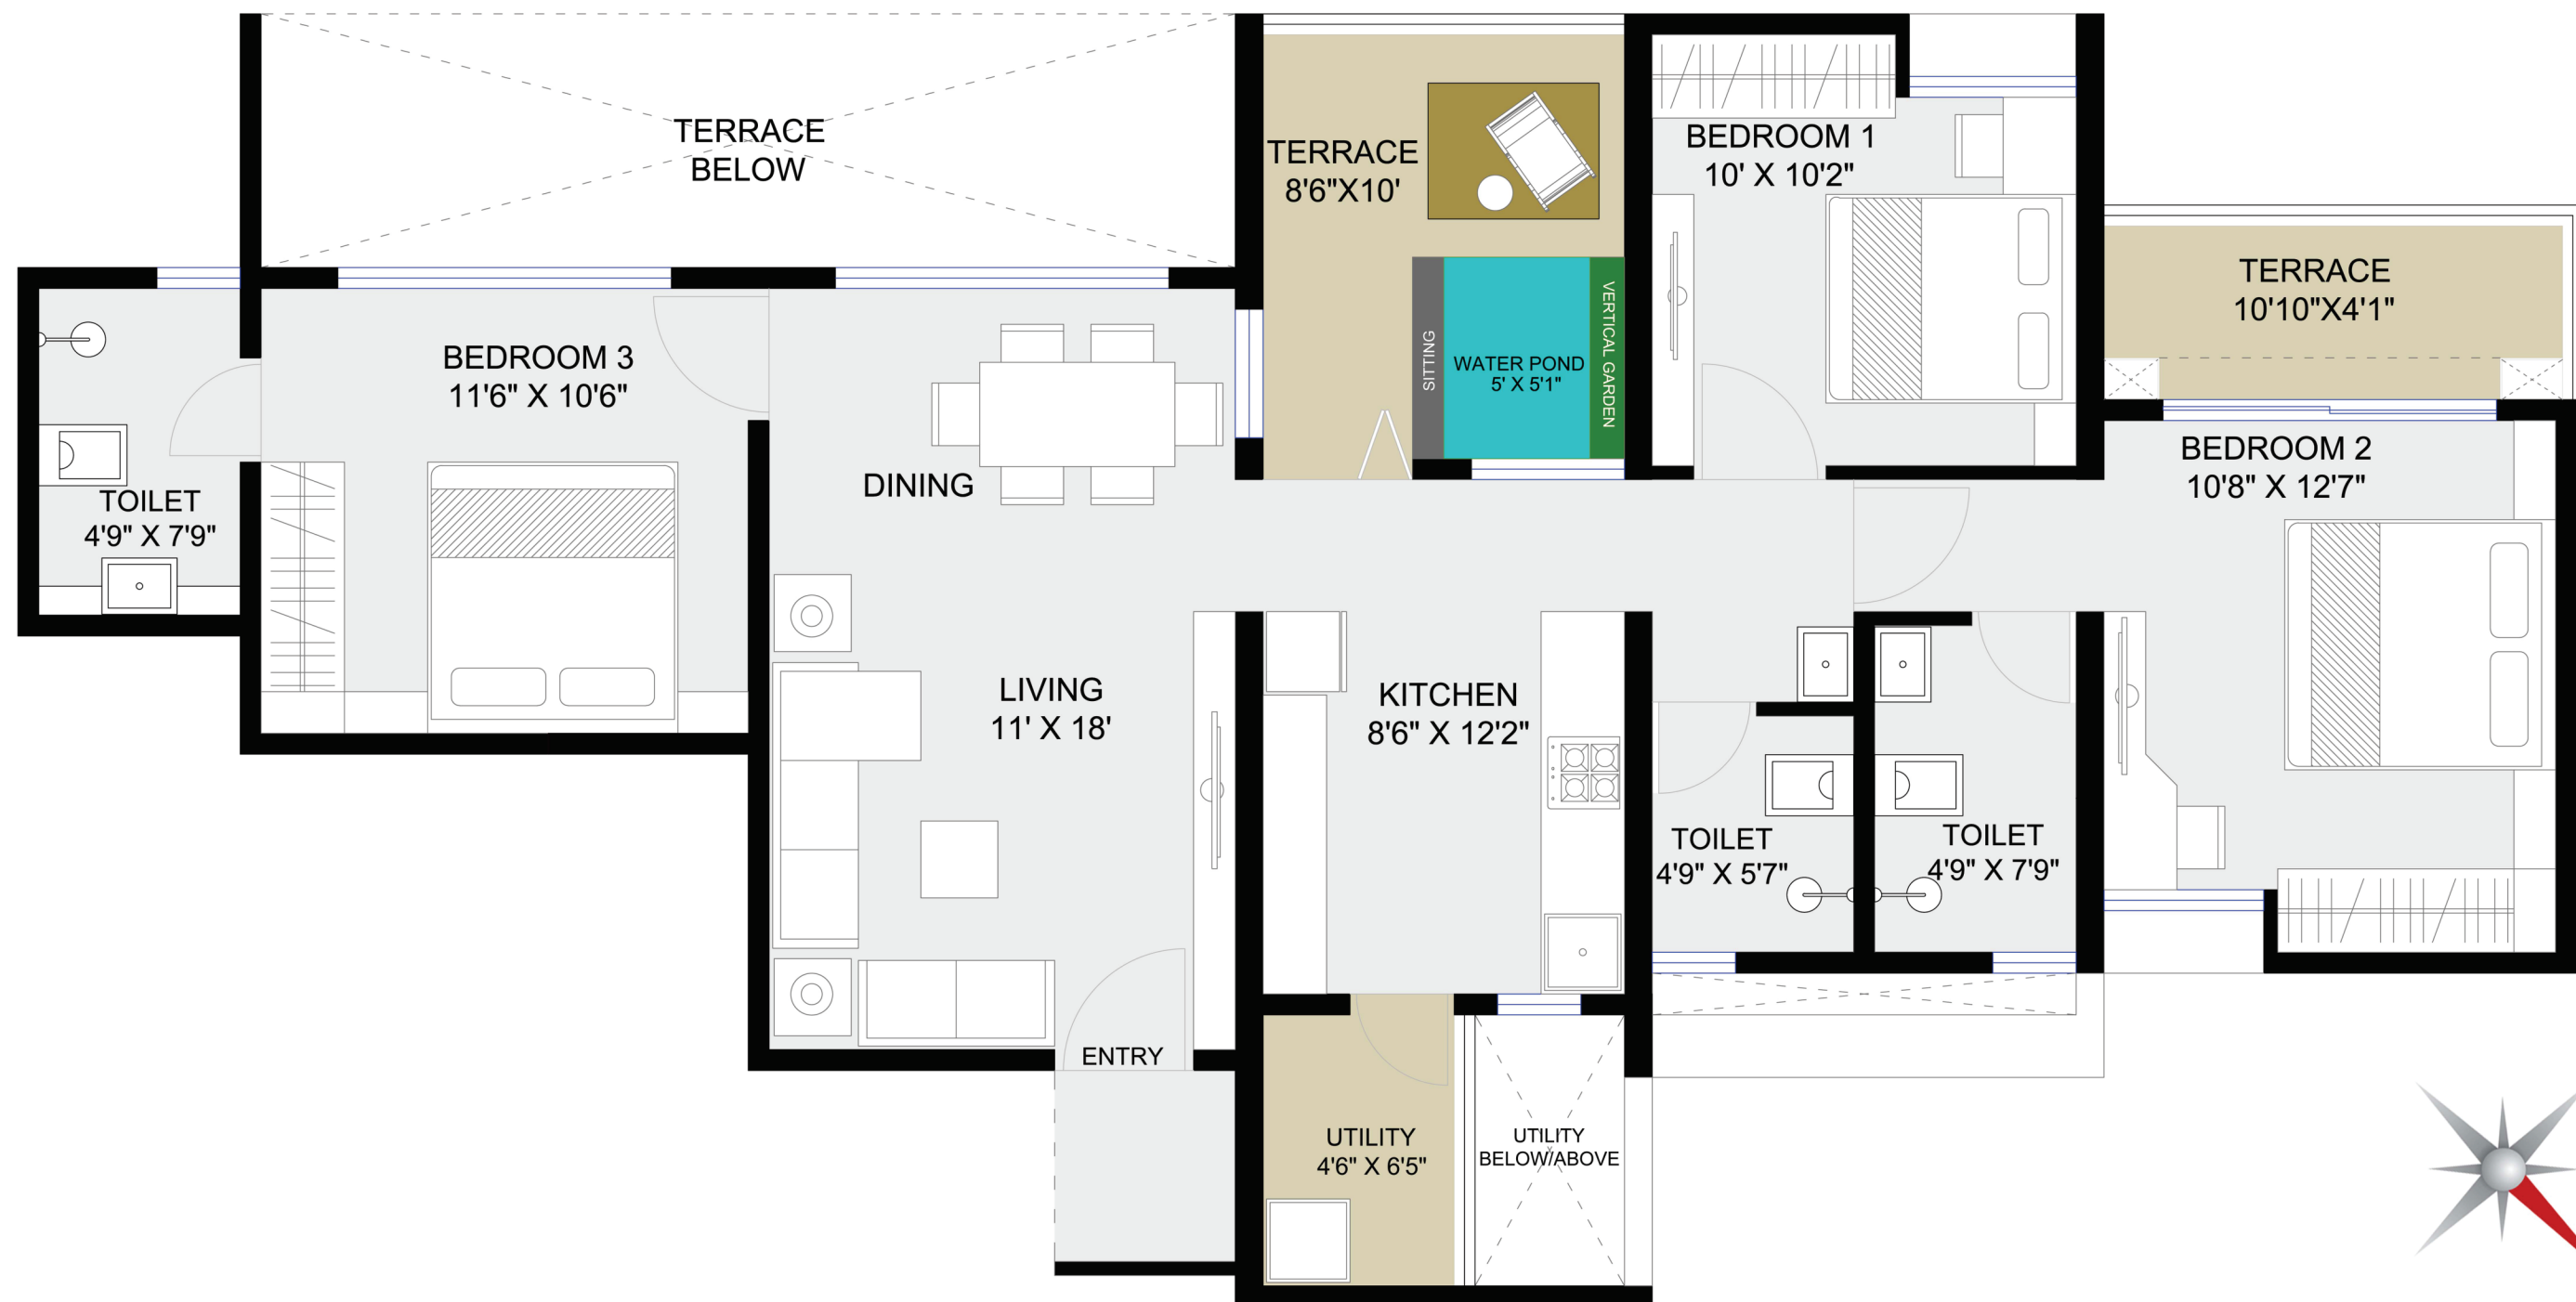 TERRACE
BELOW
TERRACE
8'6"X10'
BEDROOM 1
10' X 10'2"
TERRACE
10'10"X4'1"
BEDROOM 3
11'6" X 10'6"
SITTING
WATER POND
5' X 5'1"
VERTICAL GARDEN
BEDROOM 2
10'8" X 12'7"
DINING
TOILET
4'9" X 7'9"
LIVING
11' X 18'
KITCHEN
8'6" X 12'2"
TOILET
4'9" X 5'7"
TOILET
4'9" X 7'9"
ENTRY
UTILITY
4'6" X 6'5"
UTILITY
BELOW/ABOVE